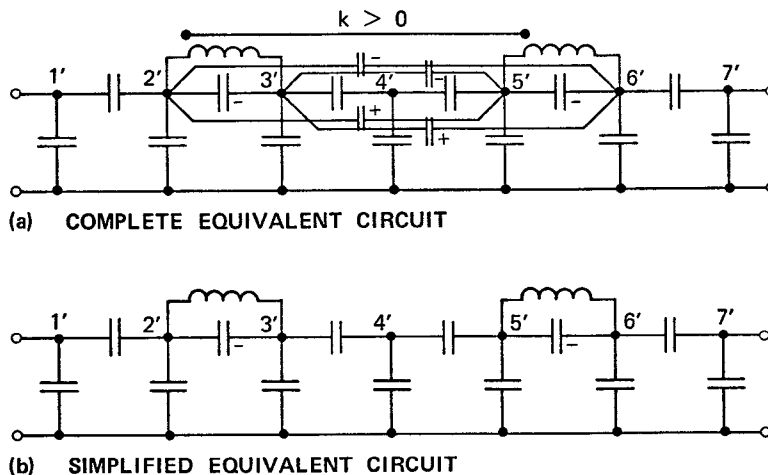 k > 0
1' 2' 3' 4' 5' 6' 7'
- - - -
+ +
(a) COMPLETE EQUIVALENT CIRCUIT
1' 2' 3' 4' 5' 6' 7'
- -
(b) SIMPLIFIED EQUIVALENT CIRCUIT